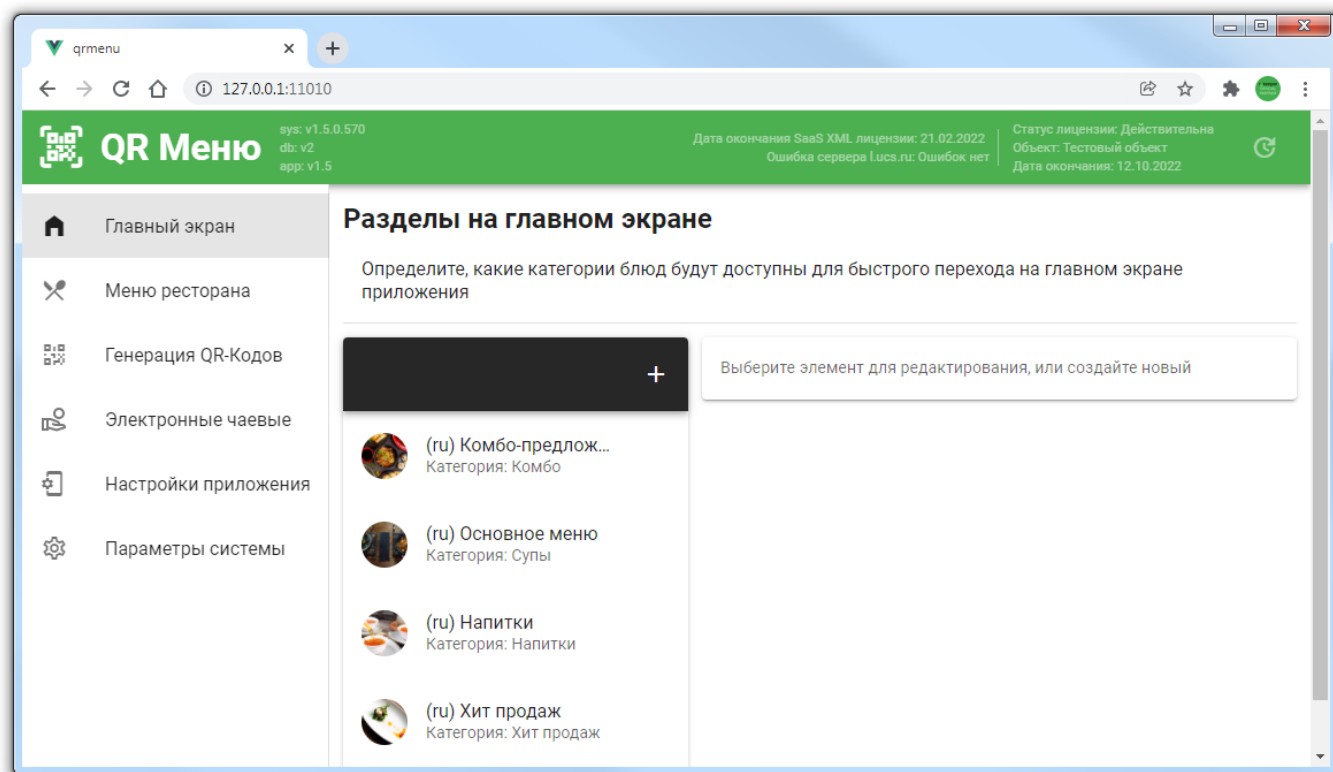 qrmenu
127.0.0.1:11010
QR Меню
sys: v1.5.0.570
db: v2
app: v1.5
Дата окончания SaaS XML лицензии: 21.02.2022
Ошибка сервера l.ucs.ru: Ошибок нет
Статус лицензии: Действительна
Объект: Тестовый объект
Дата окончания: 12.10.2022
Главный экран
Меню ресторана
Генерация QR-Кодов
Электронные чаевые
Настройки приложения
Параметры системы
Разделы на главном экране
Определите, какие категории блюд будут доступны для быстрого перехода на главном экране
приложения
Выберите элемент для редактирования, или создайте новый
(ru) Комбо-предлож...
Категория: Комбо
(ru) Основное меню
Категория: Супы
(ru) Напитки
Категория: Напитки
(ru) Хит продаж
Категория: Хит продаж